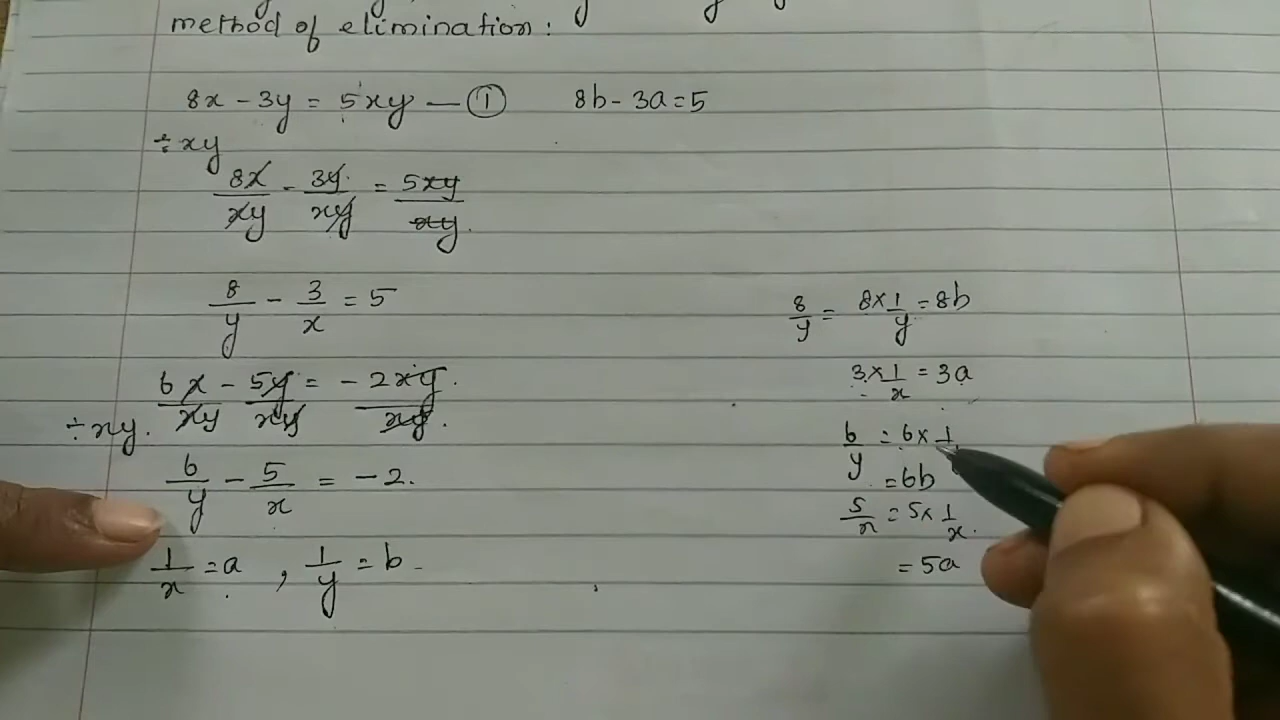 method of elimination:
8x - 3y = 5xy — ① 8b - 3a = 5
÷xy
8x/xy - 3y/xy = 5xy/xy.
8/y - 3/x = 5
8/y = 8×1/y = 8b
3×1/x = 3a
÷xy. 6x/xy - 5y/xy = -2xy/xy.
6/y = 6×1
= 6b
6/y - 5/x = -2.
5/x = 5×1/x.
= 5a
1/x = a , 1/y = b